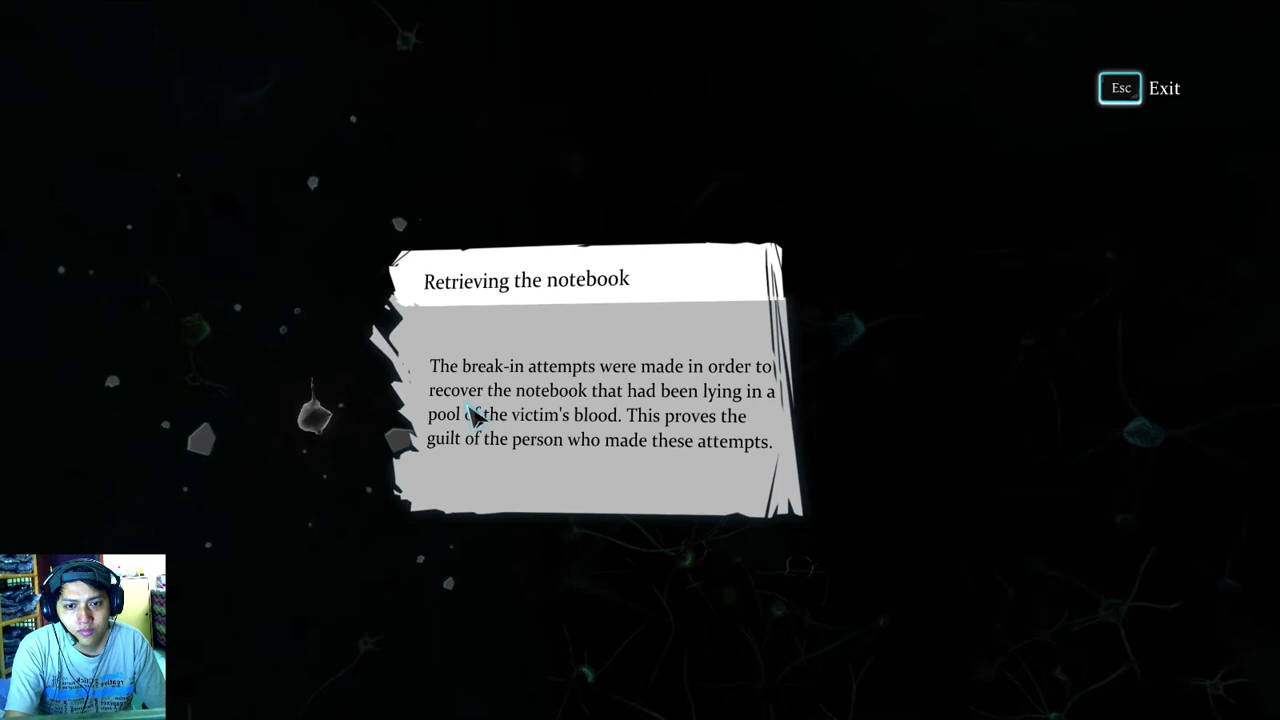 Esc Exit
Retrieving the notebook
The break-in attempts were made in order to
recover the notebook that had been lying in a
pool of the victim's blood. This proves the
guilt of the person who made these attempts.